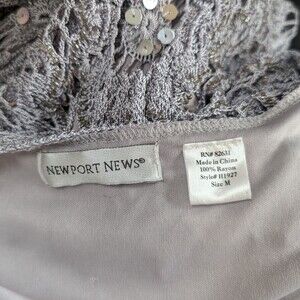 NEWPORT NEWS®
RN# 82631
Made in China
100% Rayon
Style# H1927
Size M